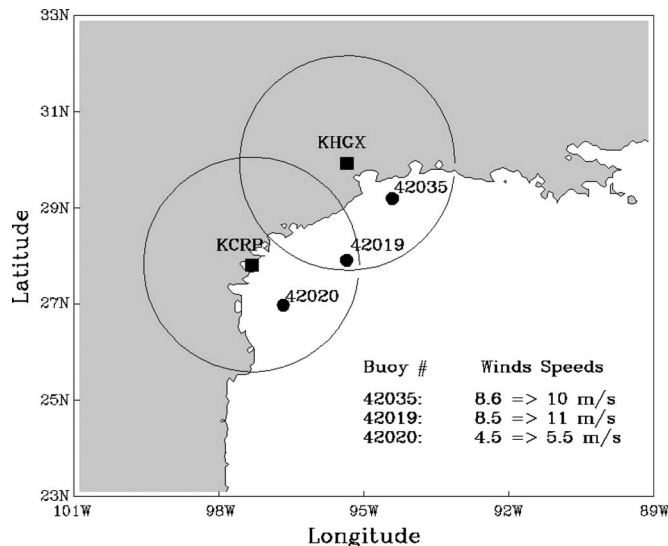 33N
31N
KHGX
42035
29N
KCRP
42019
Latitude
42020
27N
Buoy # Winds Speeds
42035: 8.6 => 10 m/s
25N
42019: 8.5 => 11 m/s
42020: 4.5 => 5.5 m/s
23N
101W 98W 95W 92W 89W
Longitude